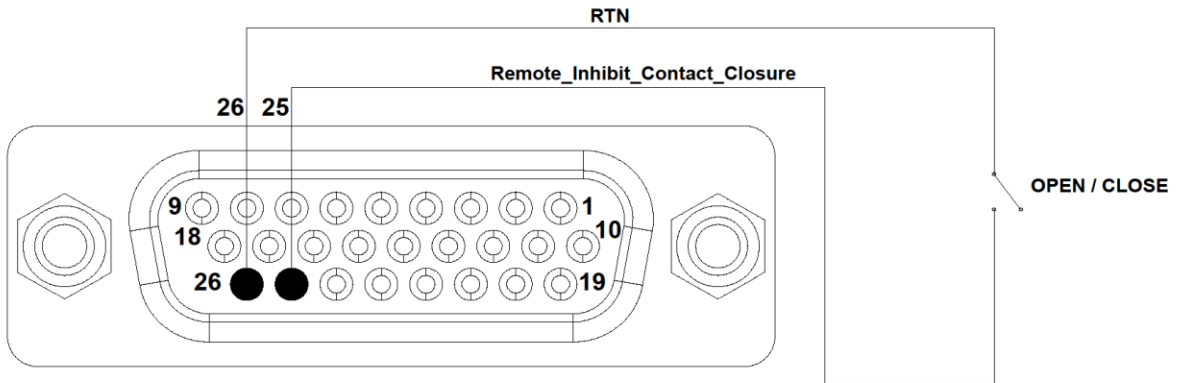 RTN
Remote_Inhibit_Contact_Closure
26 25
OPEN / CLOSE
9 1
18 10
26 19